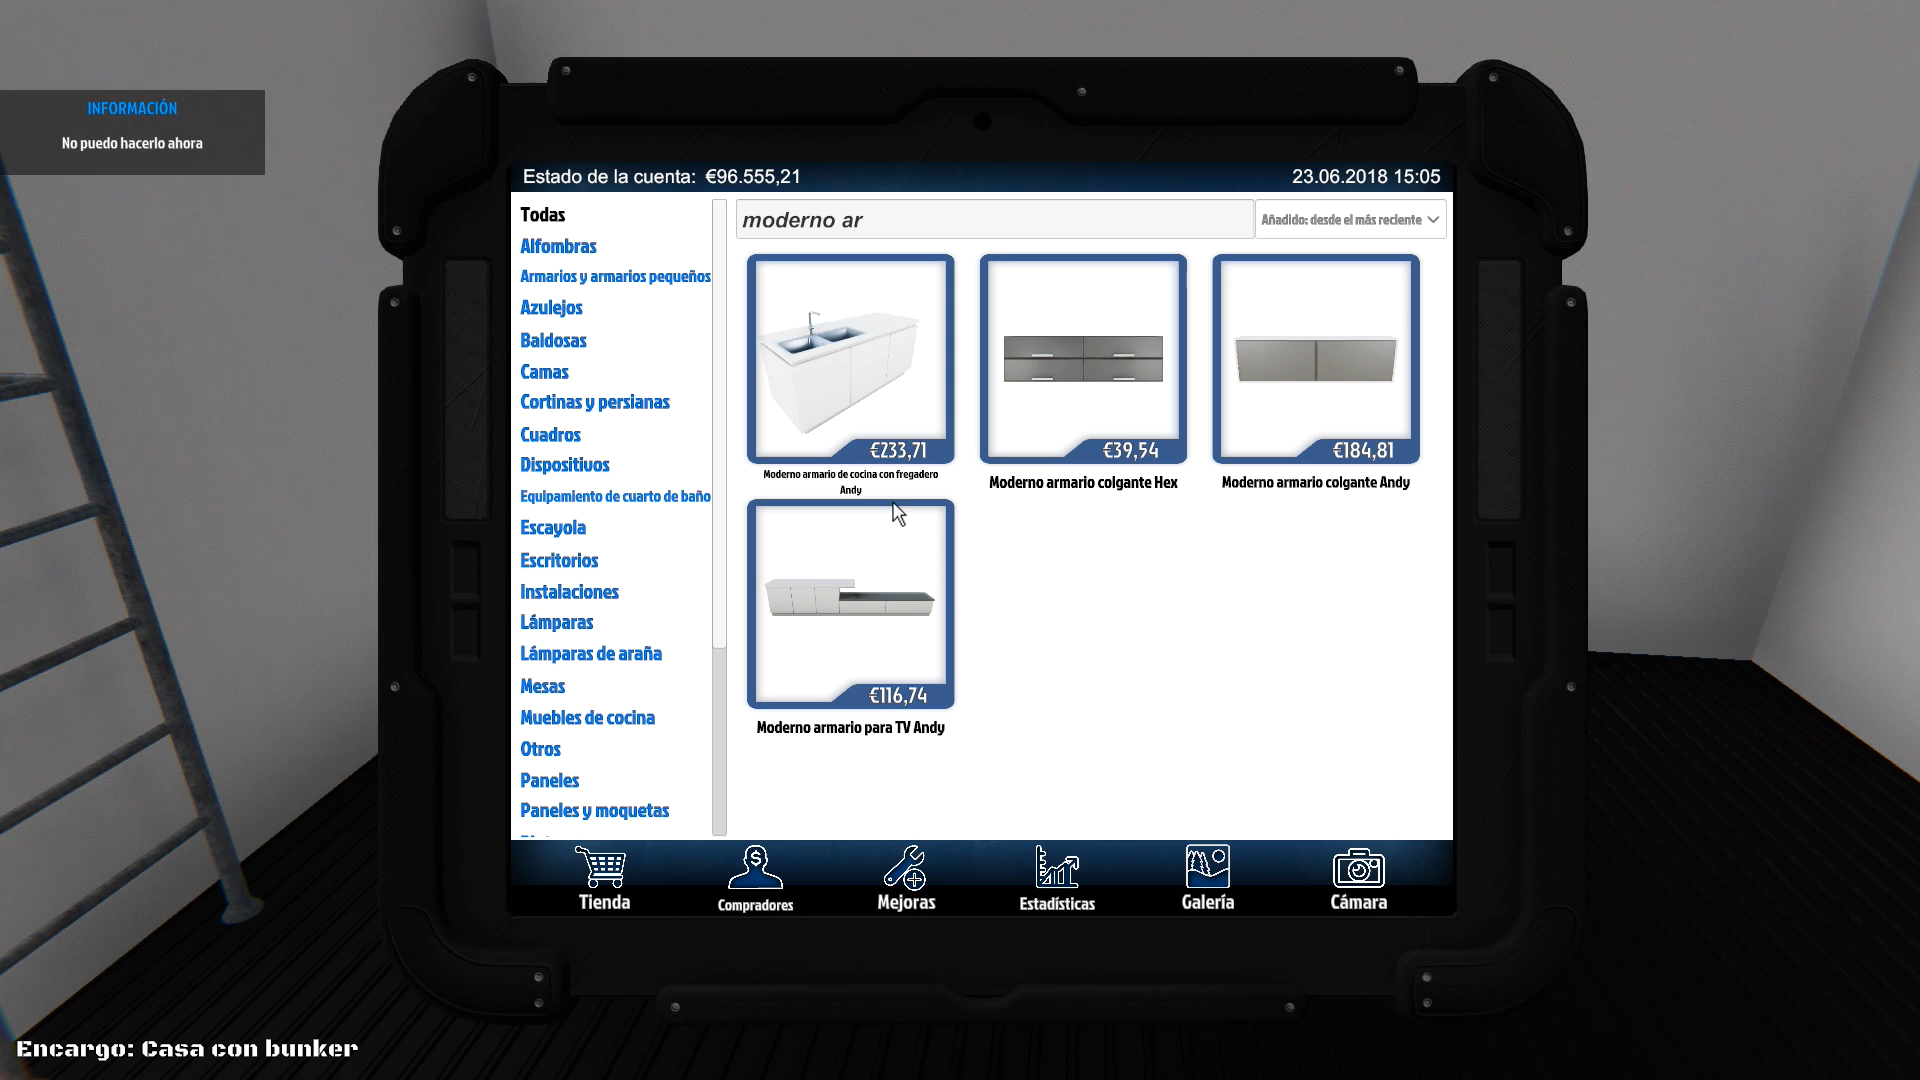 INFORMACIÓN
No puedo hacerlo ahora
Estado de la cuenta: €96.555,21
23.06.2018 15:05
Todas
Alfombras
Armarios y armarios pequeños
Azulejos
Baldosas
Camas
Cortinas y persianas
Cuadros
Dispositivos
Equipamiento de cuarto de baño
Escayola
Escritorios
Instalaciones
Lámparas
Lámparas de araña
Mesas
Muebles de cocina
Otros
Paneles
Paneles y moquetas
moderno ar
Añadido: desde el más reciente
€233,71
Moderno armario de cocina con fregadero
Andy
€39,54
Moderno armario colgante Hex
€184,81
Moderno armario colgante Andy
€116,74
Moderno armario para TV Andy
Tienda
Compradores
Mejoras
Estadísticas
Galería
Cámara
Encargo: Casa con bunker